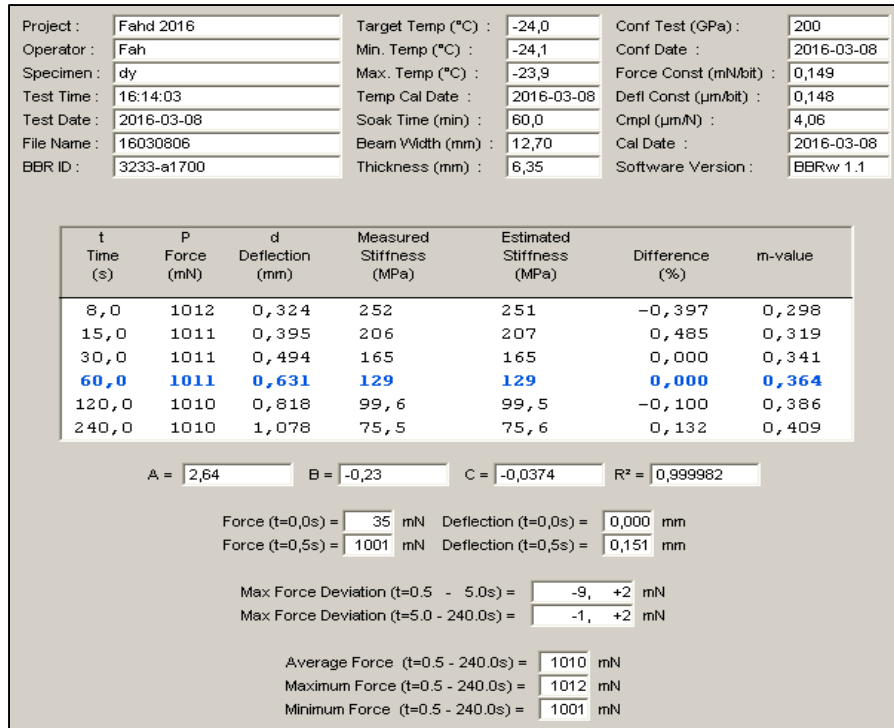 Project : Fahd 2016 Target Temp (°C) : -24,0 Conf Test (GPa) : 200
Operator : Fah Min. Temp (°C) : -24,1 Conf Date : 2016-03-08
Specimen : dy Max. Temp (°C) : -23,9 Force Const (mN/bit) : 0,149
Test Time : 16:14:03 Temp Cal Date : 2016-03-08 Defl Const (µm/bit) : 0,148
Test Date : 2016-03-08 Soak Time (min) : 60,0 Cmpl (µm/N) : 4,06
File Name : 16030806 Beam Width (mm) : 12,70 Cal Date : 2016-03-08
BBR ID : 3233-a1700 Thickness (mm) : 6,35 Software Version : BBRw 1.1
t P d Measured Estimated
Time Force Deflection Stiffness Stiffness Difference m-value
(s) (mN) (mm) (MPa) (MPa) (%)
8,0 1012 0,324 252 251 -0,397 0,298
15,0 1011 0,395 206 207 0,485 0,319
30,0 1011 0,494 165 165 0,000 0,341
60,0 1011 0,631 129 129 0,000 0,364
120,0 1010 0,818 99,6 99,5 -0,100 0,386
240,0 1010 1,078 75,5 75,6 0,132 0,409
A = 2,64 B = -0,23 C = -0,0374 R² = 0,999982
Force (t=0,0s) = 35 mN Deflection (t=0,0s) = 0,000 mm
Force (t=0,5s) = 1001 mN Deflection (t=0,5s) = 0,151 mm
Max Force Deviation (t=0.5 - 5.0s) = -9, +2 mN
Max Force Deviation (t=5.0 - 240.0s) = -1, +2 mN
Average Force (t=0.5 - 240.0s) = 1010 mN
Maximum Force (t=0.5 - 240.0s) = 1012 mN
Minimum Force (t=0.5 - 240.0s) = 1001 mN